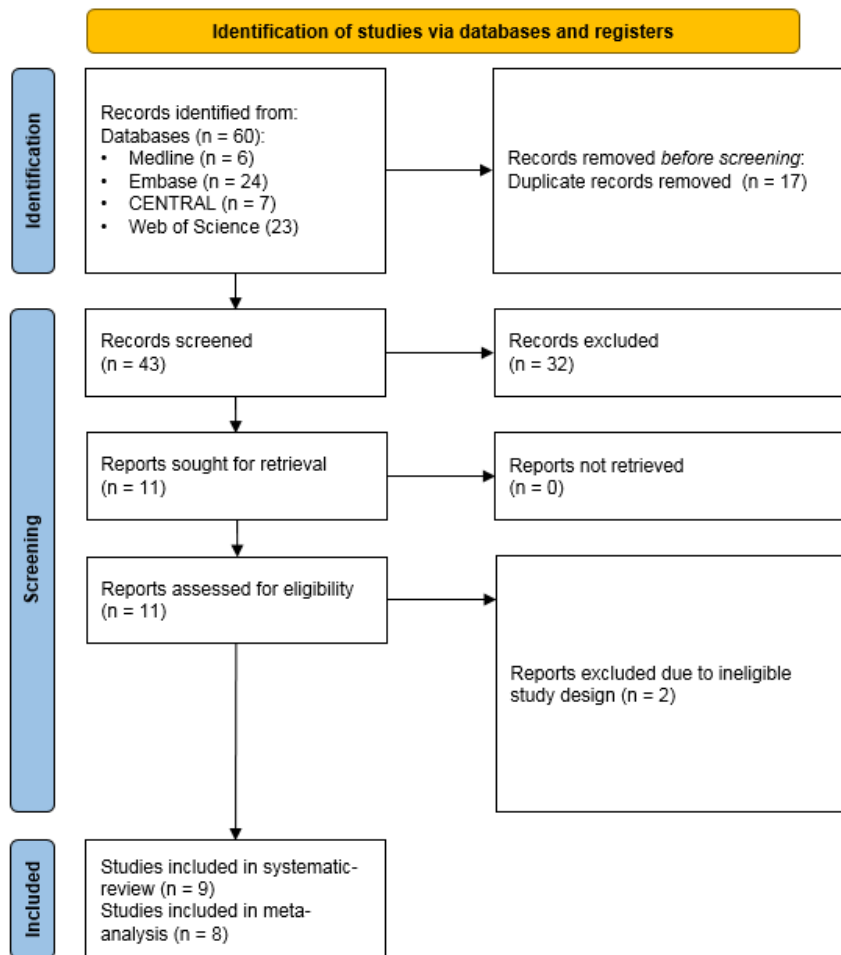 Identification of studies via databases and registers
Identification
Records identified from:
Databases (n = 60):
• Medline (n = 6)
• Embase (n = 24)
• CENTRAL (n = 7)
• Web of Science (23)
Records removed before screening:
Duplicate records removed (n = 17)
Screening
Records screened
(n = 43)
Records excluded
(n = 32)
Reports sought for retrieval
(n = 11)
Reports not retrieved
(n = 0)
Reports assessed for eligibility
(n = 11)
Reports excluded due to ineligible
study design (n = 2)
Included
Studies included in systematic-
review (n = 9)
Studies included in meta-
analysis (n = 8)